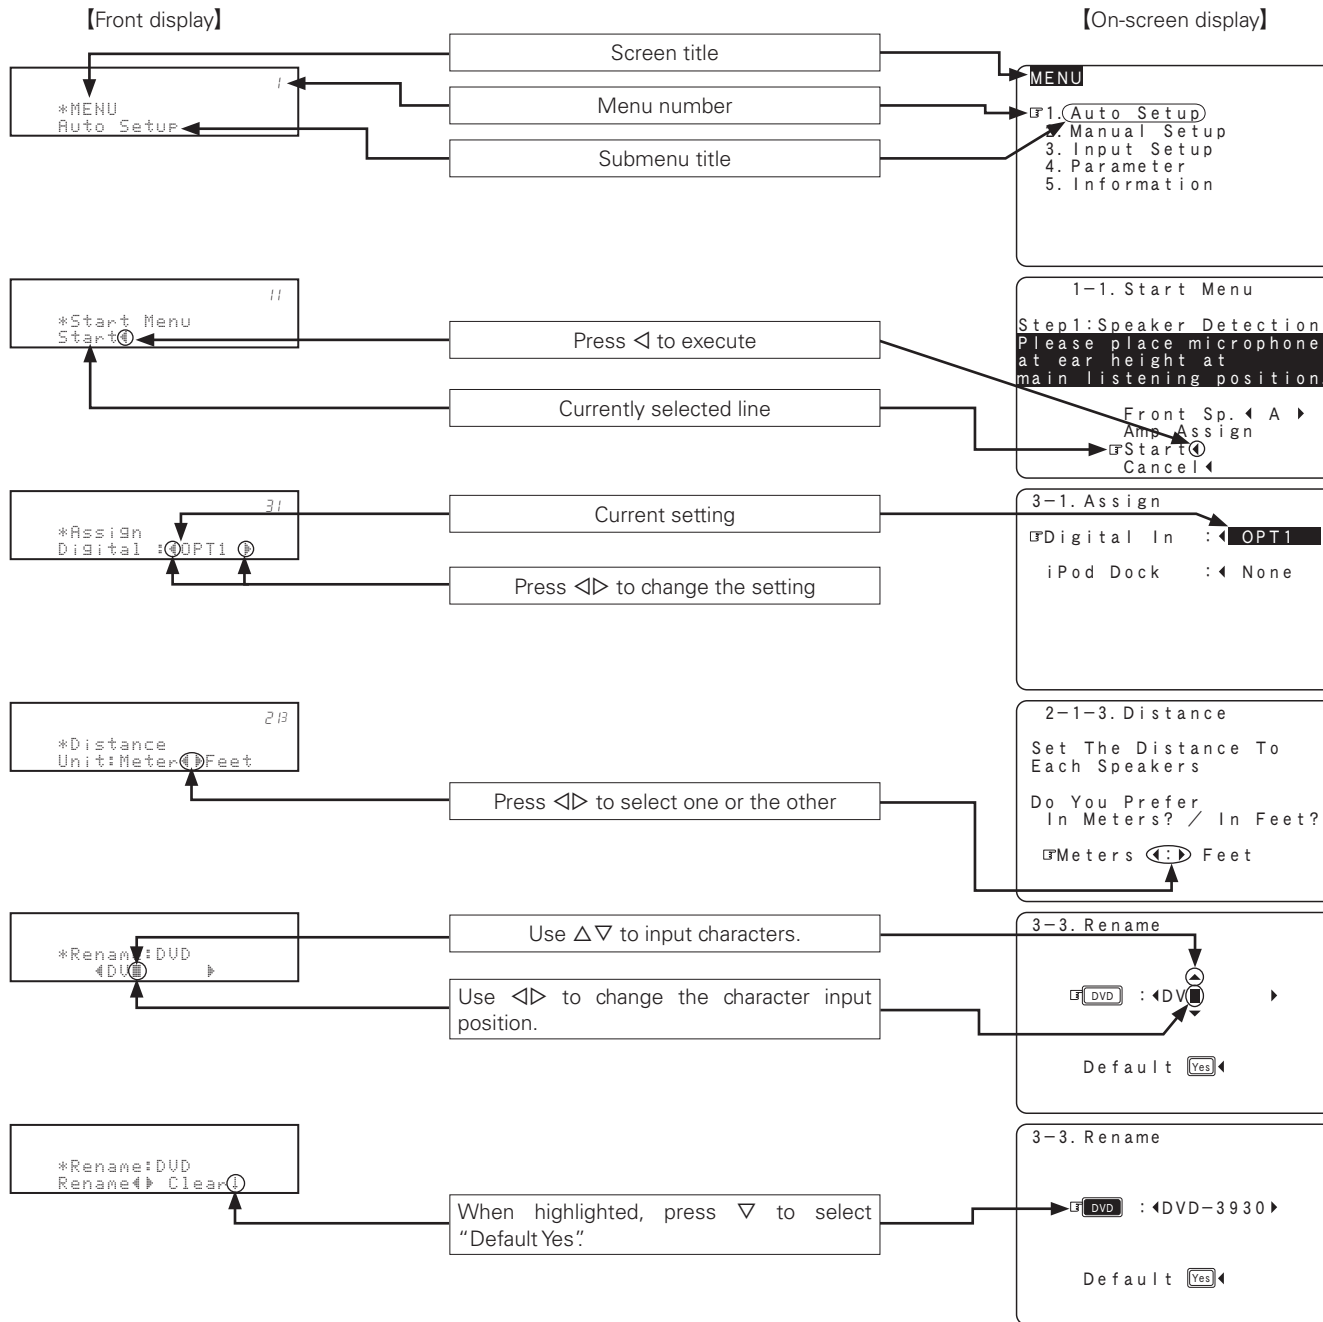 【Front display】
【On-screen display】
Screen title
Menu number
Submenu title
1
*MENU
Auto Setup
MENU
☞1. Auto Setup
2. Manual Setup
3. Input Setup
4. Parameter
5. Information
11
*Start Menu
Start◀
Press ◁ to execute
Currently selected line
1-1. Start Menu
Step1:Speaker Detection
Please place microphone
at ear height at
main listening position.
Front Sp. ◀ A ▶
Amp Assign
☞Start◀
Cancel◀
31
*Assign
Digital :◀OPT1 ▶
Current setting
Press ◁▷ to change the setting
3-1. Assign
☞Digital In :◀ OPT1
iPod Dock :◀ None
213
*Distance
Unit:Meter◀▶Feet
Press ◁▷ to select one or the other
2-1-3. Distance
Set The Distance To
Each Speakers
Do You Prefer
In Meters? / In Feet?
☞Meters ◀:▶ Feet
*Rename:DVD
◀DV■ ▶
Use △▽ to input characters.
Use ◁▷ to change the character input
position.
3-3. Rename
☞DVD :◀DV■ ▶
Default Yes◀
*Rename:DVD
Rename◀▶ Clear↓
When highlighted, press ▽ to select
“Default Yes”.
3-3. Rename
☞DVD :◀DVD-3930▶
Default Yes◀